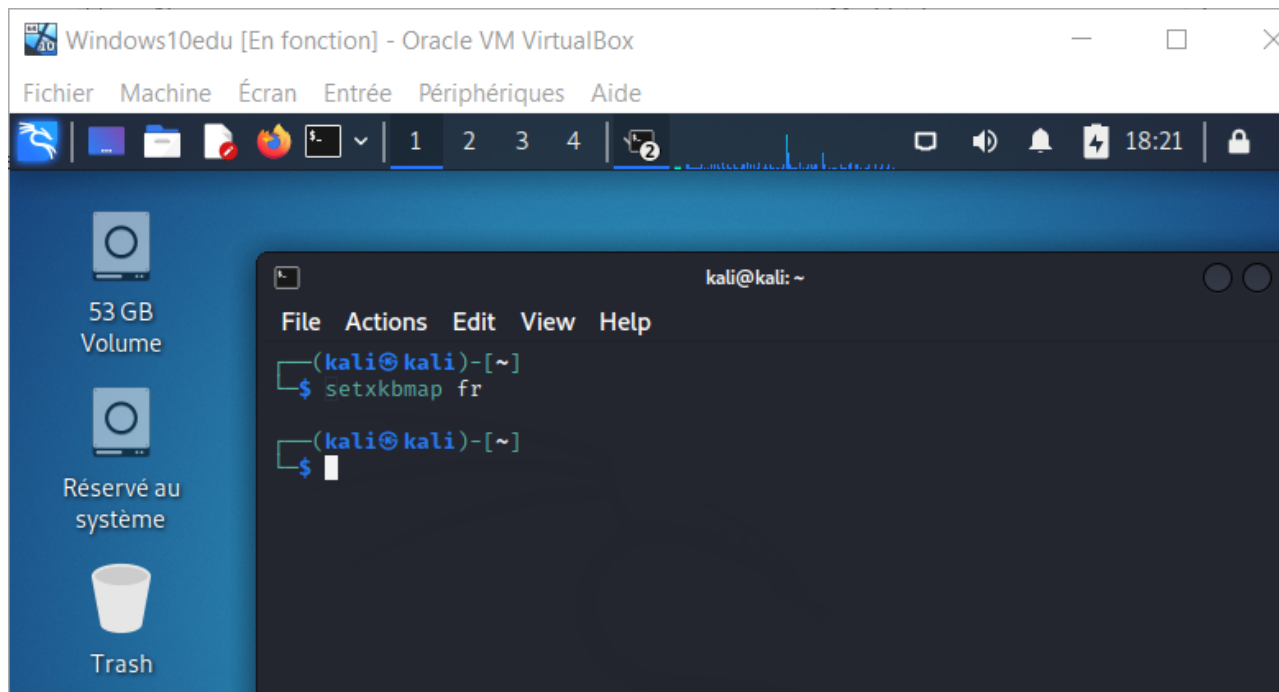 Windows10edu [En fonction] - Oracle VM VirtualBox
Fichier Machine Écran Entrée Périphériques Aide
1 2 3 4 2 18:21
53 GB
Volume
Réservé au
système
Trash
kali@kali: ~
File Actions Edit View Help
┌──(kali㉿kali)-[~]
└─$ setxkbmap fr
┌──(kali㉿kali)-[~]
└─$